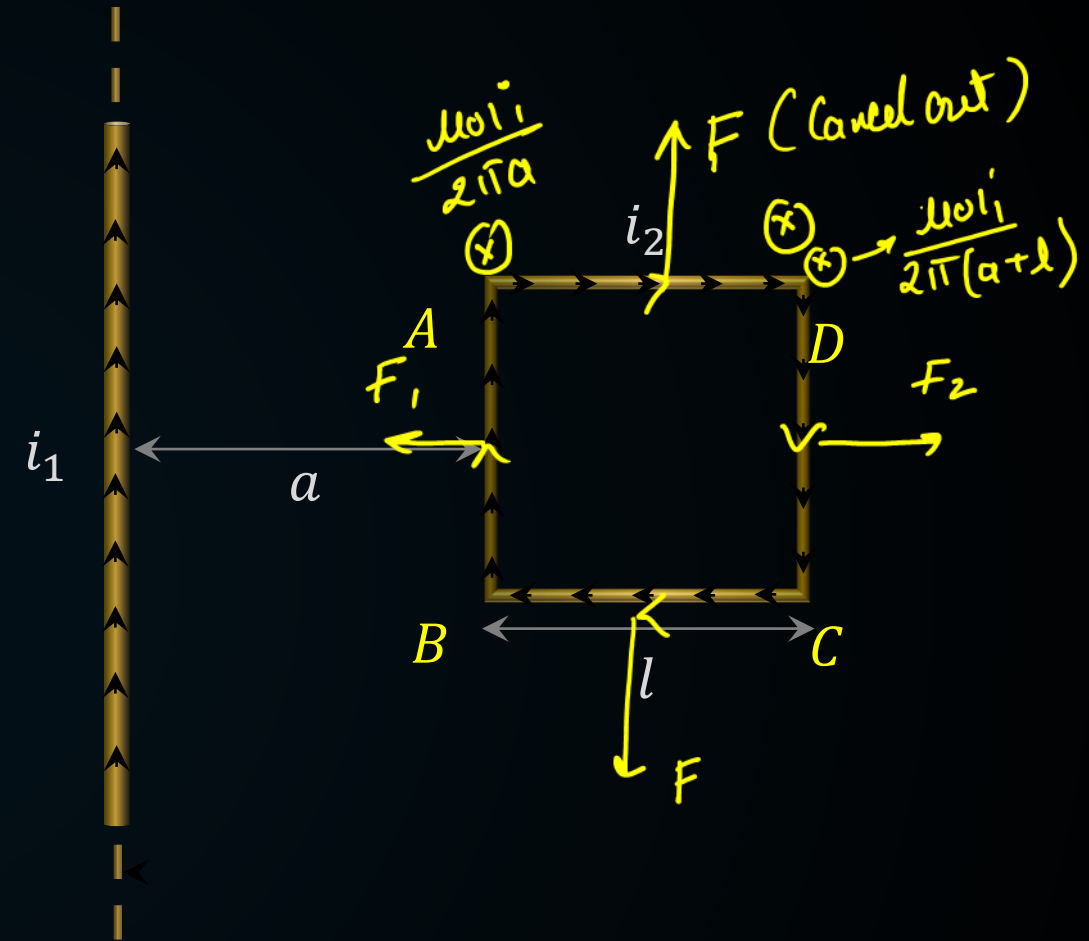 μ₀i₁/2πa
F (Cancel out)
i₂
→ μ₀i₁/2π(a+l)
A
D
F₁
F₂
i₁
a
B
C
l
F